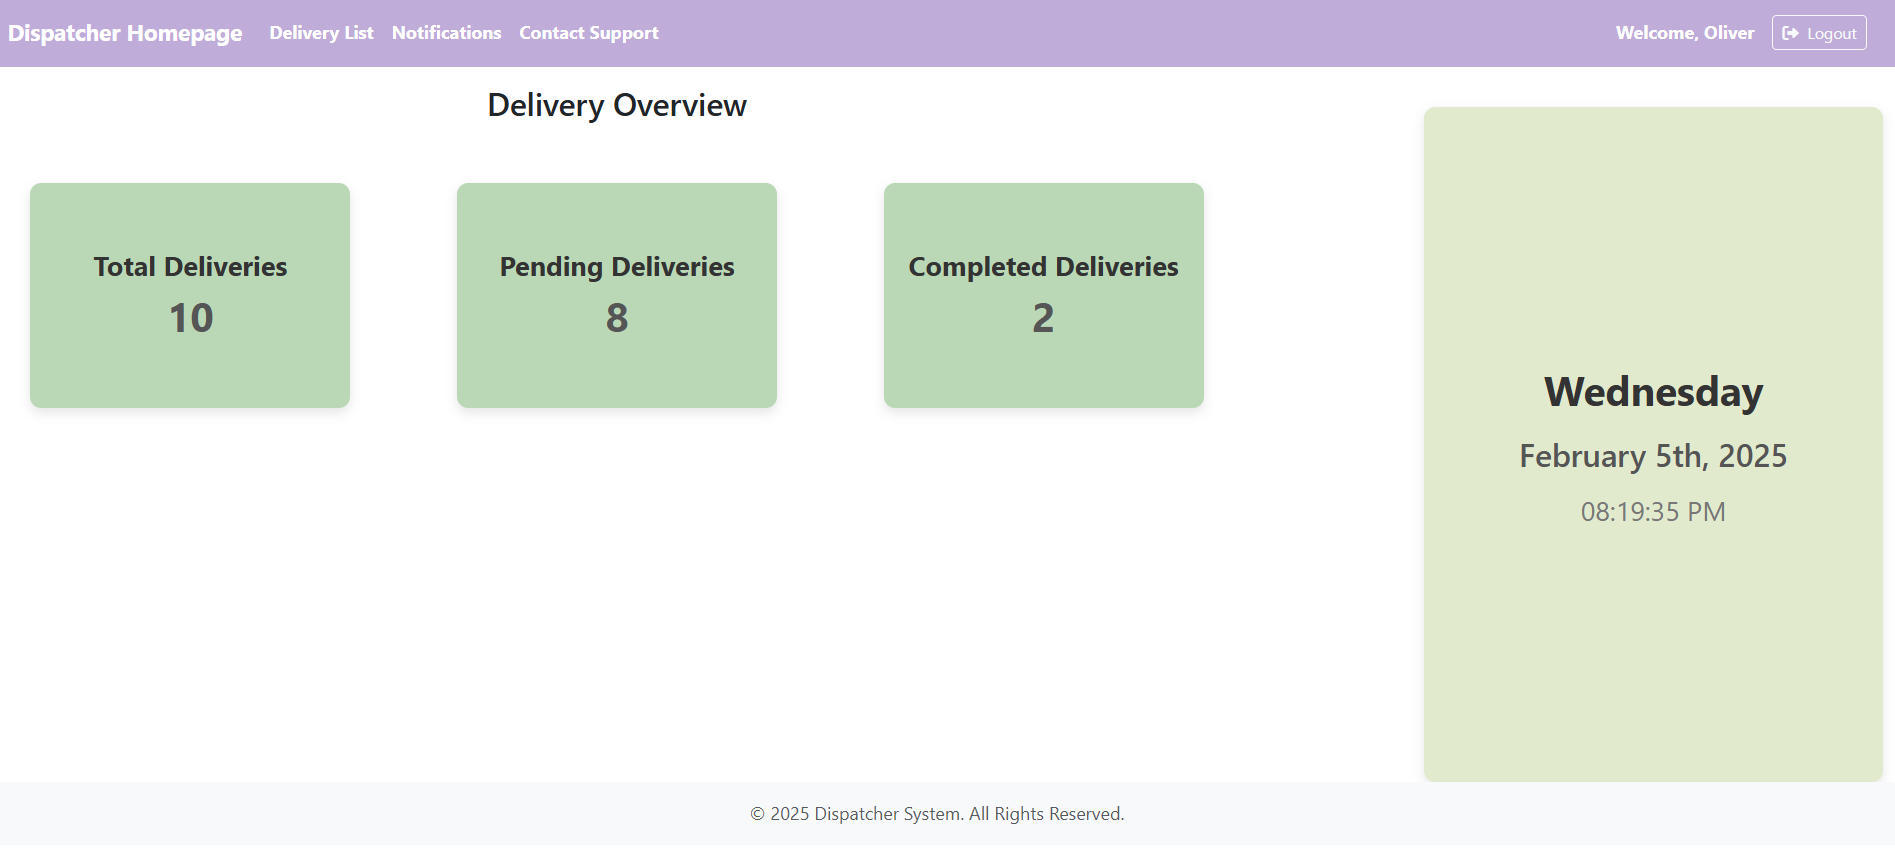 Dispatcher Homepage Delivery List Notifications Contact Support Welcome, Oliver Logout
Delivery Overview
Total Deliveries
10
Pending Deliveries
8
Completed Deliveries
2
Wednesday
February 5th, 2025
08:19:35 PM
© 2025 Dispatcher System. All Rights Reserved.